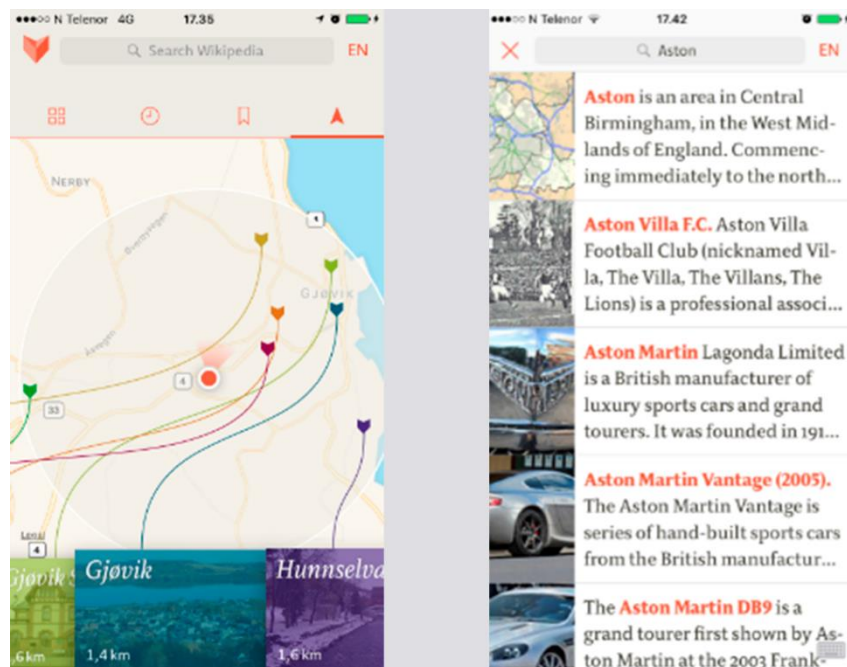 N Telenor 4G 17.35
Search Wikipedia EN
NERBY
Øverbyvegen
GJØVIK
Åsvegen
4
33
4
Gjøvik S
Gjøvik
Hunnselva
,6 km
1,4 km
1,6 km
N Telenor 17.42
Aston EN
Aston is an area in Central
Birmingham, in the West Mid-
lands of England. Commenc-
ing immediately to the north...
Aston Villa F.C. Aston Villa
Football Club (nicknamed Vil-
la, The Villa, The Villans, The
Lions) is a professional associ...
Aston Martin Lagonda Limited
is a British manufacturer of
luxury sports cars and grand
tourers. It was founded in 191...
Aston Martin Vantage (2005).
The Aston Martin Vantage is
series of hand-built sports cars
from the British manufactur...
The Aston Martin DB9 is a
grand tourer first shown by As-
ton Martin at the 2003 Frank-